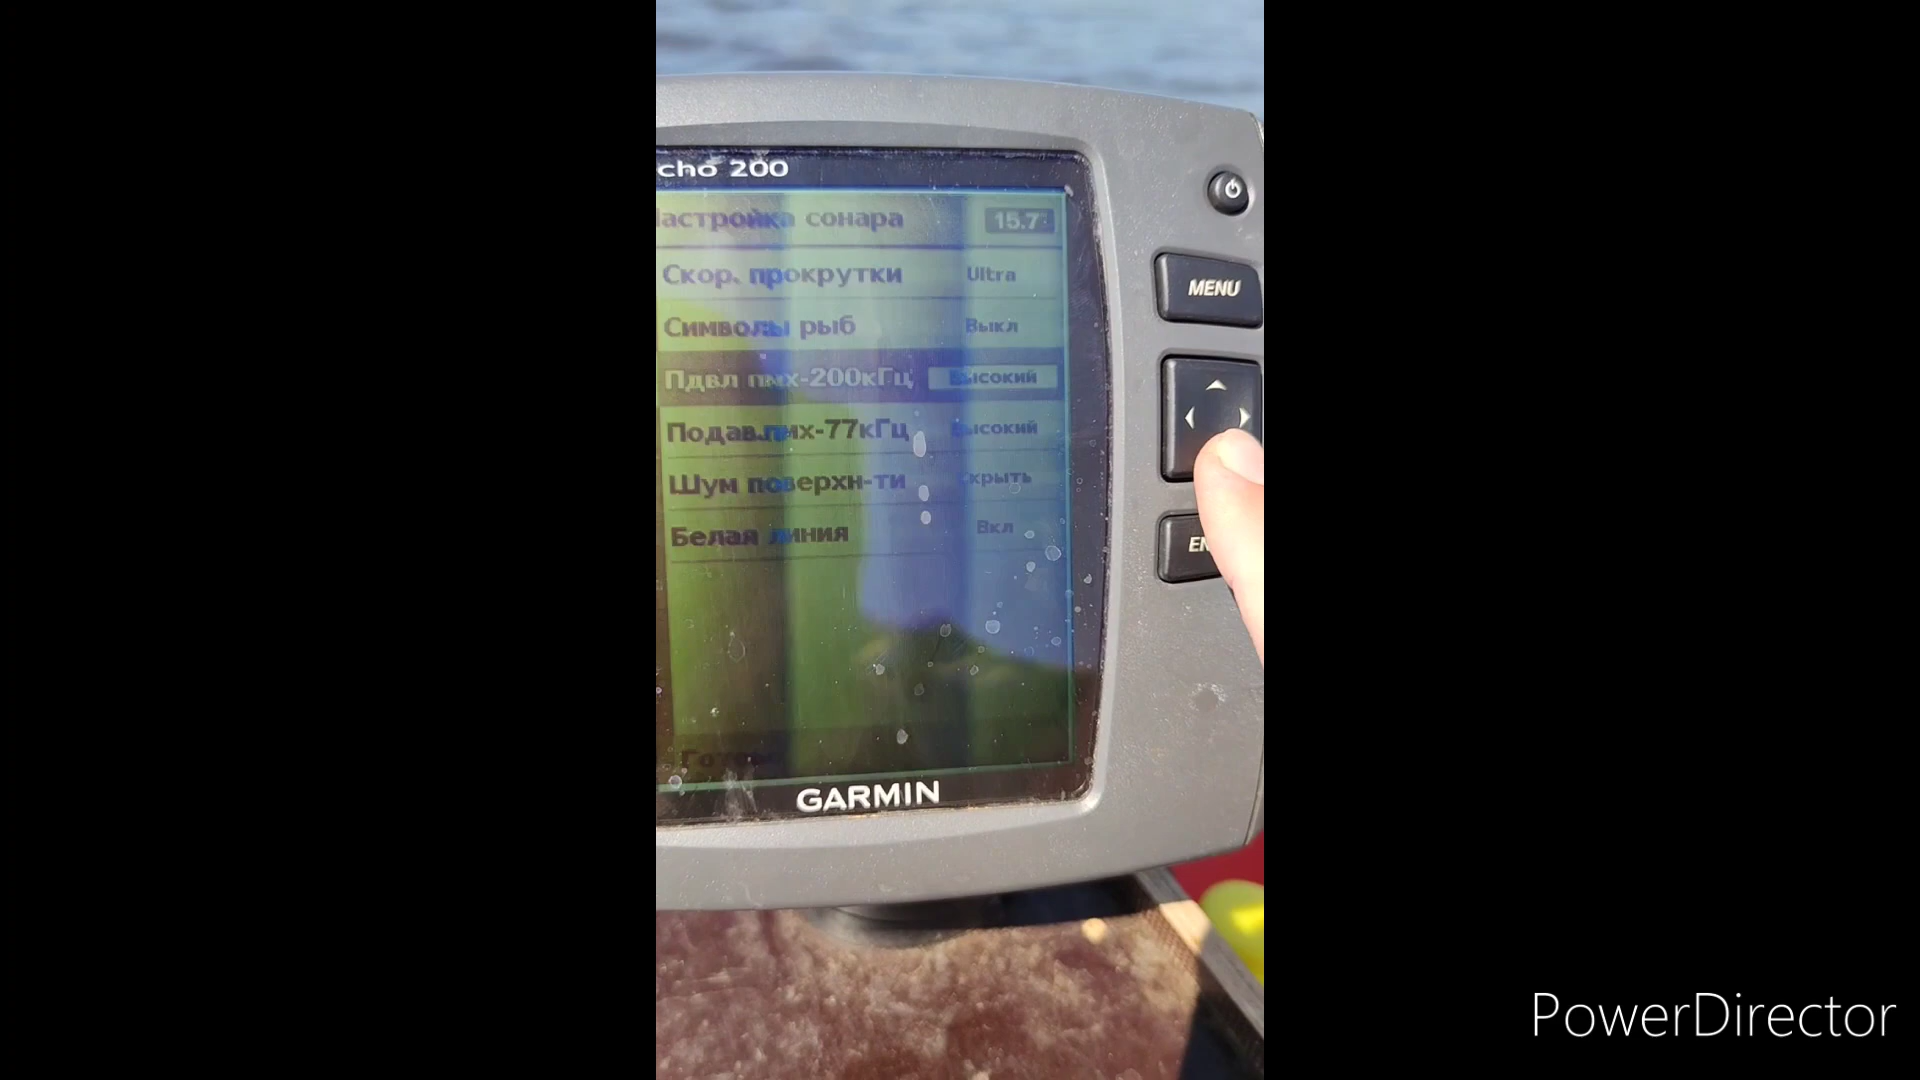 cho 200
Настройка сонара 15.7
Скор. прокрутки Ultra
Символы рыб Выкл
Пдвл пмх-200кГц Высокий
Подав.пмх-77кГц Высокий
Шум поверхн-ти Скрыть
Белая линия Вкл
GARMIN
MENU
PowerDirector